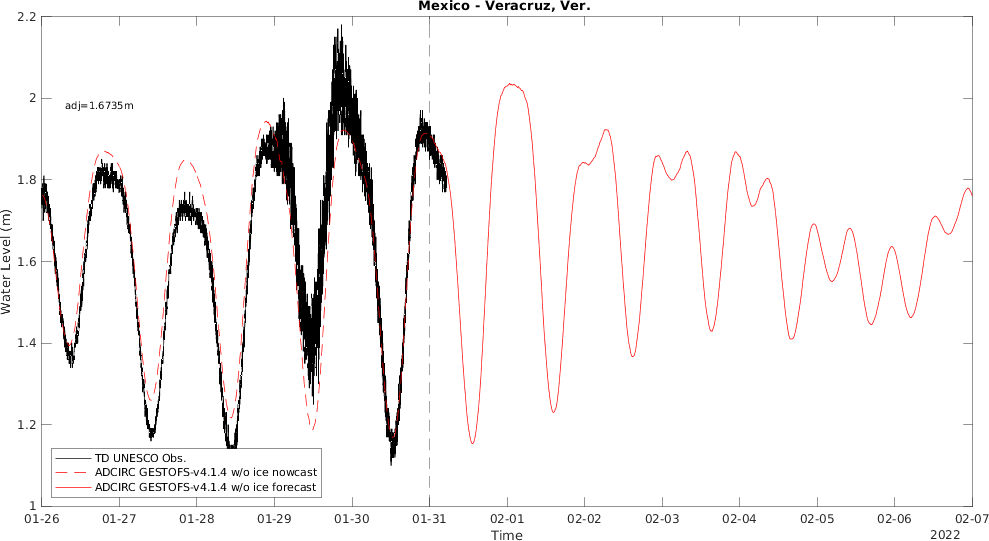 Mexico - Veracruz, Ver.
2.2
2
1.8
1.6
1.4
1.2
1
Water Level (m)
adj=1.6735m
TD UNESCO Obs.
ADCIRC GESTOFS-v4.1.4 w/o ice nowcast
ADCIRC GESTOFS-v4.1.4 w/o ice forecast
01-26 01-27 01-28 01-29 01-30 01-31 02-01 02-02 02-03 02-04 02-05 02-06 02-07
Time
2022